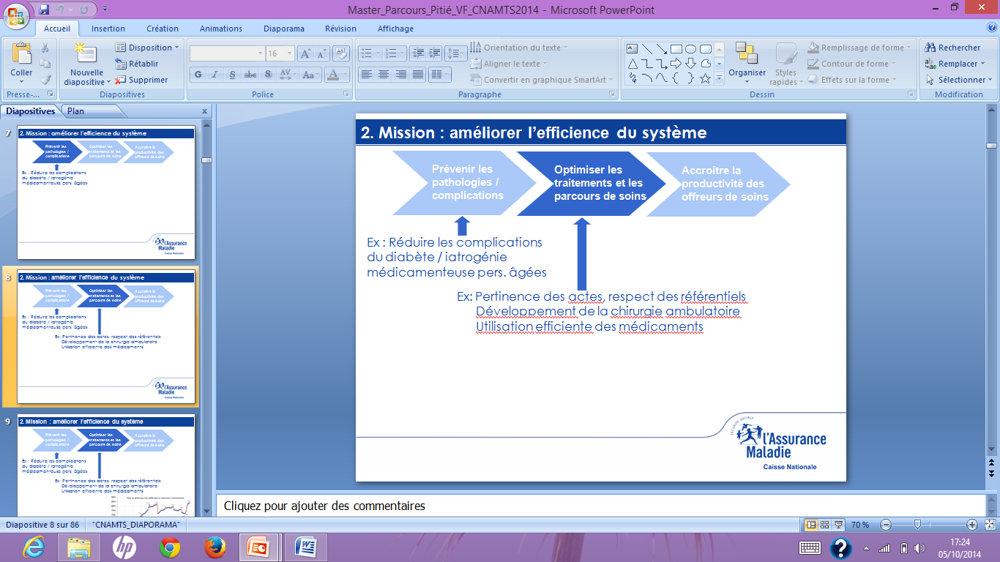 Master_Parcours_Pitié_VF_CNAMTS2014 - Microsoft PowerPoint
Accueil Insertion Création Animations Diaporama Révision Affichage
Coller
Presse-...
Nouvelle diapositive
Disposition
Rétablir
Supprimer
Diapositives
16
G I S abc S AV Aa A
Police
Orientation du texte
Aligner le texte
Convertir en graphique SmartArt
Paragraphe
Organiser
Styles rapides
Remplissage de forme
Contour de forme
Effets sur la forme
Dessin
Rechercher
Remplacer
Sélectionner
Modification
Diapositives Plan x
7
2. Mission : améliorer l'efficience du système
Prévenir les
pathologies /
complications
Optimiser les
traitements et les
parcours de soins
Accroître la
productivité des
offreurs de soins
Ex : Réduire les complications
du diabète / iatrogénie
médicamenteuse pers. âgées
l'Assurance
Maladie
Caisse Nationale
8
2. Mission : améliorer l'efficience du système
Prévenir les
pathologies /
complications
Optimiser les
traitements et les
parcours de soins
Accroître la
productivité des
offreurs de soins
Ex : Réduire les complications
du diabète / iatrogénie
médicamenteuse pers. âgées
Ex: Pertinence des actes, respect des référentiels
Développement de la chirurgie ambulatoire
Utilisation efficiente des médicaments
l'Assurance
Maladie
Caisse Nationale
9
2. Mission : améliorer l'efficience du système
Prévenir les
pathologies /
complications
Optimiser les
traitements et les
parcours de soins
Accroître la
productivité des
offreurs de soins
Ex : Réduire les complications
du diabète / iatrogénie
médicamenteuse pers. âgées
Ex: Pertinence des actes, respect des référentiels
Développement de la chirurgie ambulatoire
Utilisation efficiente des médicaments
2. Mission : améliorer l'efficience du système
Prévenir les
pathologies /
complications
Optimiser les
traitements et les
parcours de soins
Accroître la
productivité des
offreurs de soins
Ex : Réduire les complications
du diabète / iatrogénie
médicamenteuse pers. âgées
Ex: Pertinence des actes, respect des référentiels
Développement de la chirurgie ambulatoire
Utilisation efficiente des médicaments
SÉCURITÉ SOCIALE
l'Assurance
Maladie
Caisse Nationale
Cliquez pour ajouter des commentaires
Diapositive 8 sur 86 "CNAMTS_DIAPORAMA" 70 %
hp
17:24
05/10/2014